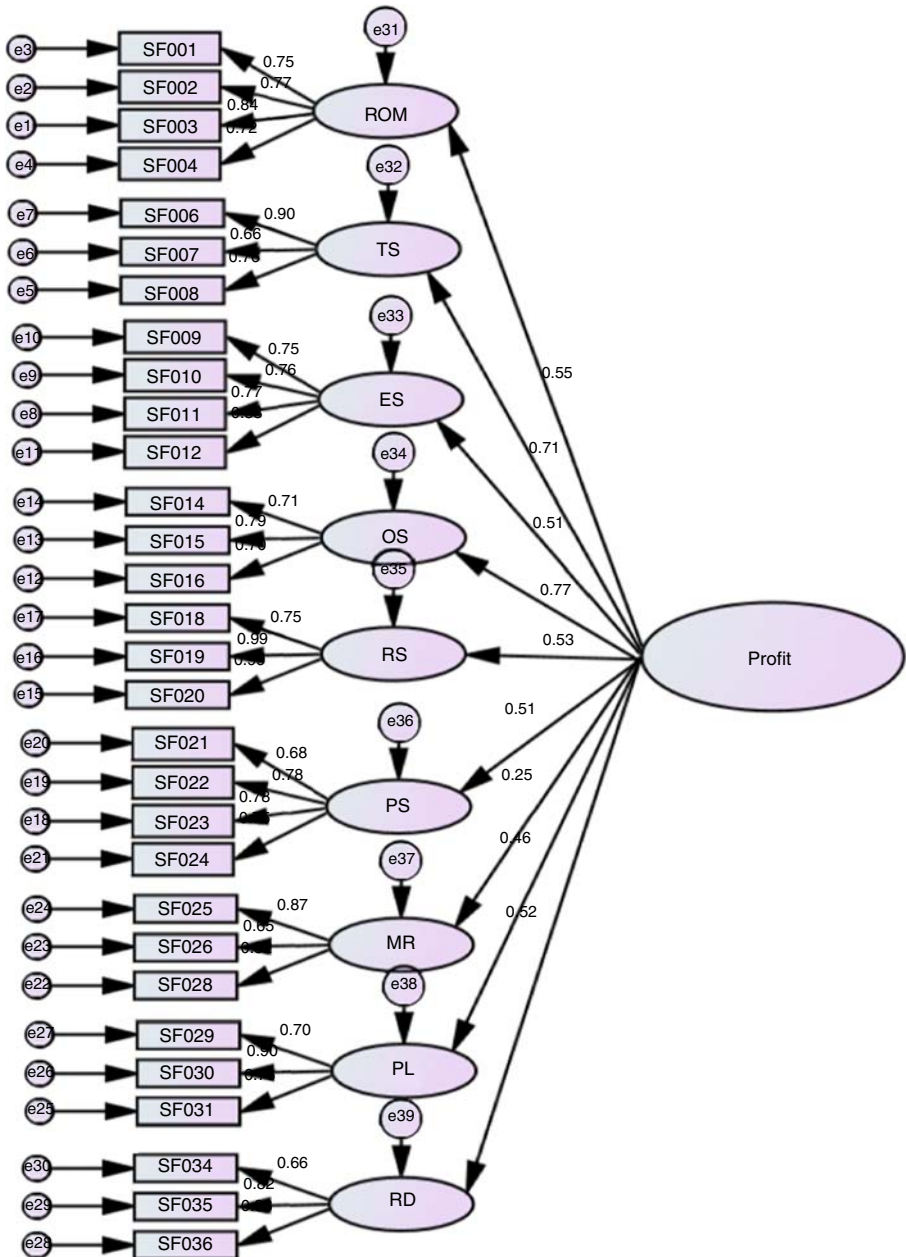 e31
e3 SF001 0.75
e2 SF002 0.77
ROM
e1 SF003 0.84
0.72
e4 SF004
e32
e7 SF006 0.90
e6 SF007 0.66
TS
e5 SF008
e33
e10 SF009 0.75
e9 SF010 0.76
0.55
e8 SF011 0.77
ES
e11 SF012
e34
0.71
e14 SF014 0.71
e13 SF015 0.79
OS
0.51
e12 SF016
e35
0.77
e17 SF018 0.75
e16 SF019 0.99
RS
0.53
Profit
e15 SF020
e36
0.51
e20 SF021 0.68
e19 SF022 0.78
0.25
e18 SF023 0.78
PS
e21 SF024
e37
0.46
e24 SF025 0.87
0.52
e23 SF026 0.65
MR
e22 SF028
e38
e27 SF029 0.70
e26 SF030 0.90
PL
e25 SF031
e39
e30 SF034 0.66
e29 SF035 0.82
RD
e28 SF036